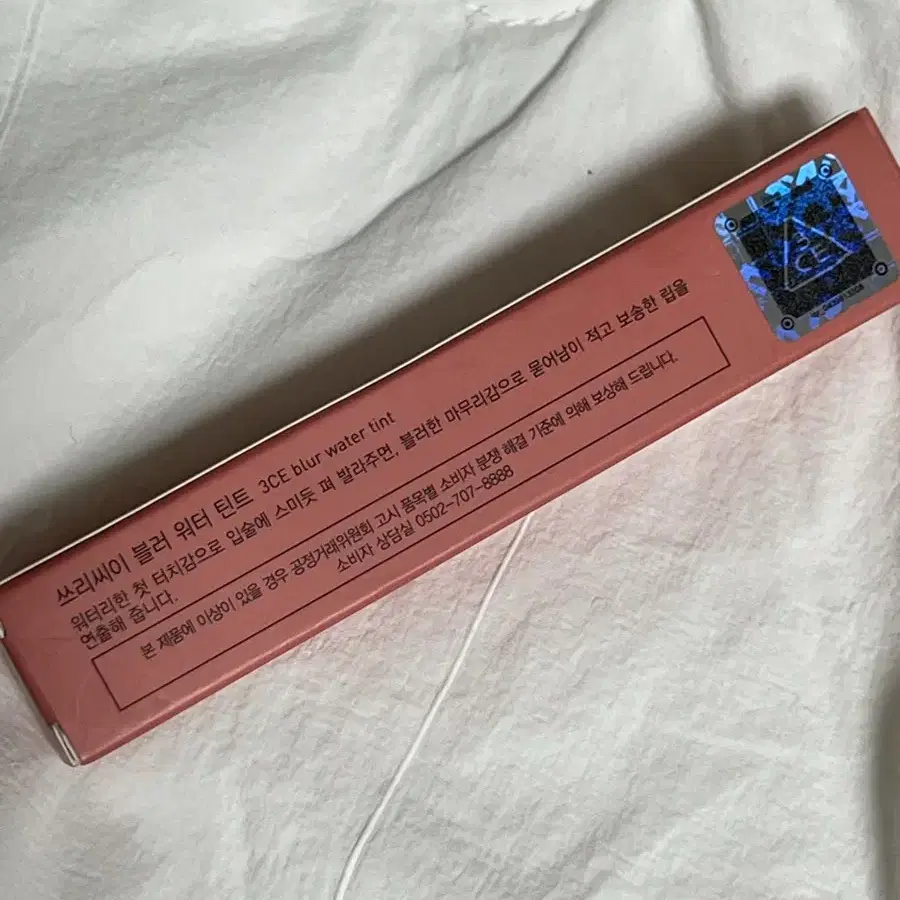 쓰리씨이 블러 워터 틴트 3CE blur water tint
워터리한 첫 터치감으로 입술에 스미듯 펴 발라주면, 블러한 마무리감으로 묻어남이 적고 보송한 립을
연출해 줍니다.
본 제품에 이상이 있을 경우 공정거래위원회 고시 품목별 소비자 분쟁 해결 기준에 의해 보상해 드립니다.
소비자 상담실 0502-707-8888
3CE